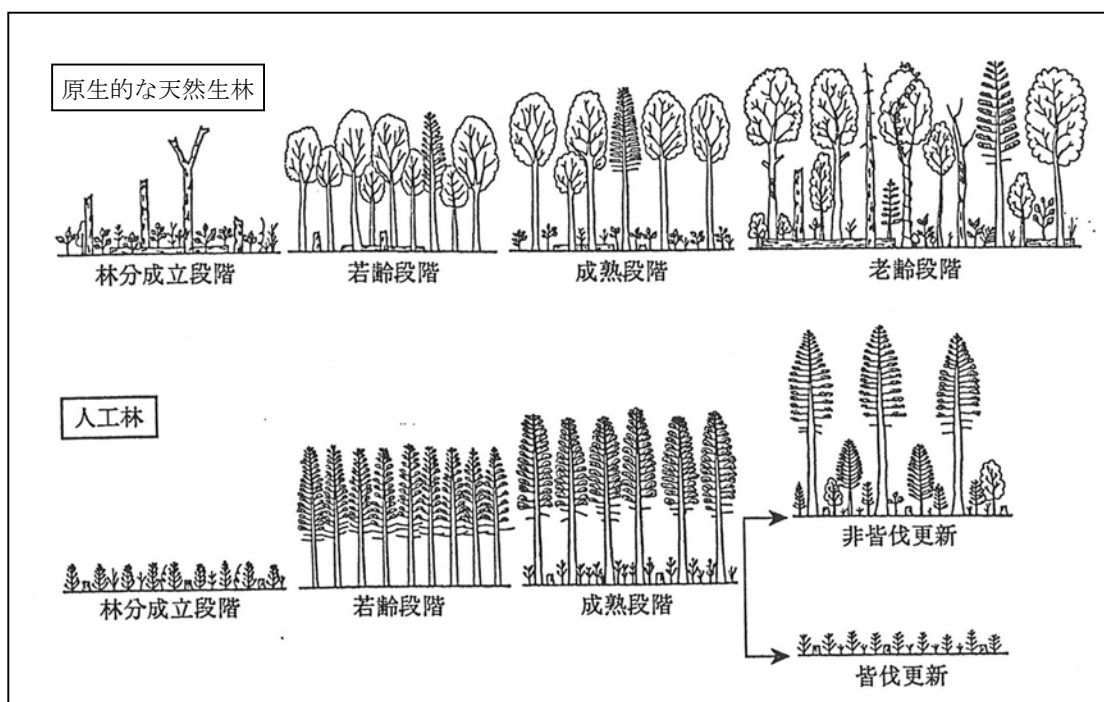 原生的な天然生林
林分成立段階
若齢段階
成熟段階
老齢段階
人工林
林分成立段階
若齢段階
成熟段階
非皆伐更新
皆伐更新